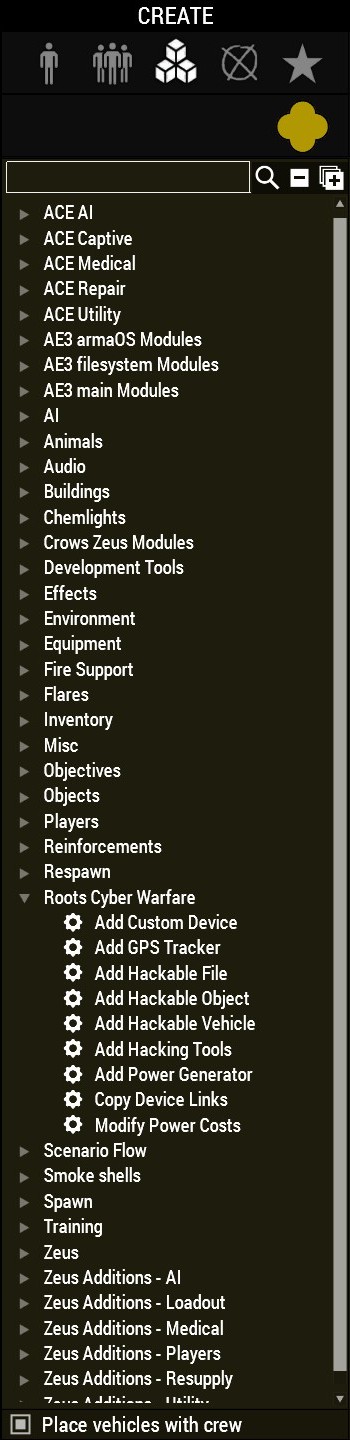 CREATE
ACE AI
ACE Captive
ACE Medical
ACE Repair
ACE Utility
AE3 armaOS Modules
AE3 filesystem Modules
AE3 main Modules
AI
Animals
Audio
Buildings
Chemlights
Crows Zeus Modules
Development Tools
Effects
Environment
Equipment
Fire Support
Flares
Inventory
Misc
Objectives
Objects
Players
Reinforcements
Respawn
Roots Cyber Warfare
Add Custom Device
Add GPS Tracker
Add Hackable File
Add Hackable Object
Add Hackable Vehicle
Add Hacking Tools
Add Power Generator
Copy Device Links
Modify Power Costs
Scenario Flow
Smoke shells
Spawn
Training
Zeus
Zeus Additions - AI
Zeus Additions - Loadout
Zeus Additions - Medical
Zeus Additions - Players
Zeus Additions - Resupply
Zeus Additions - Utility
Place vehicles with crew